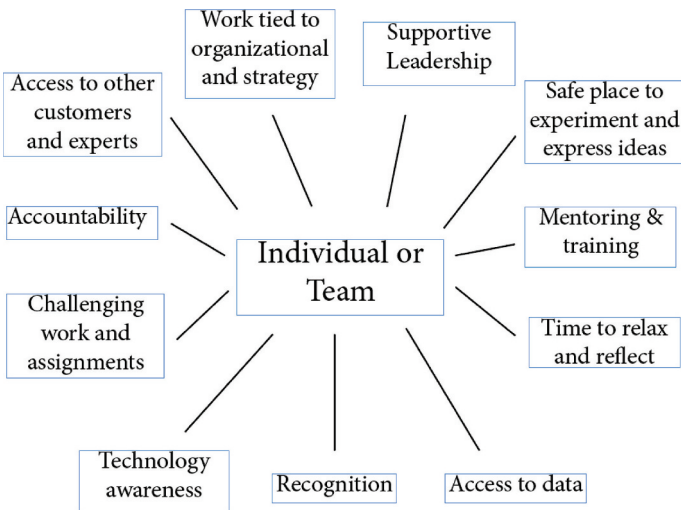 Work tied to
organizational
and strategy
Supportive
Leadership
Access to other
customers
and experts
Safe place to
experiment and
express ideas
Accountability
Individual or
Team
Mentoring &
training
Challenging
work and
assignments
Time to relax
and reflect
Technology
awareness
Recognition
Access to data